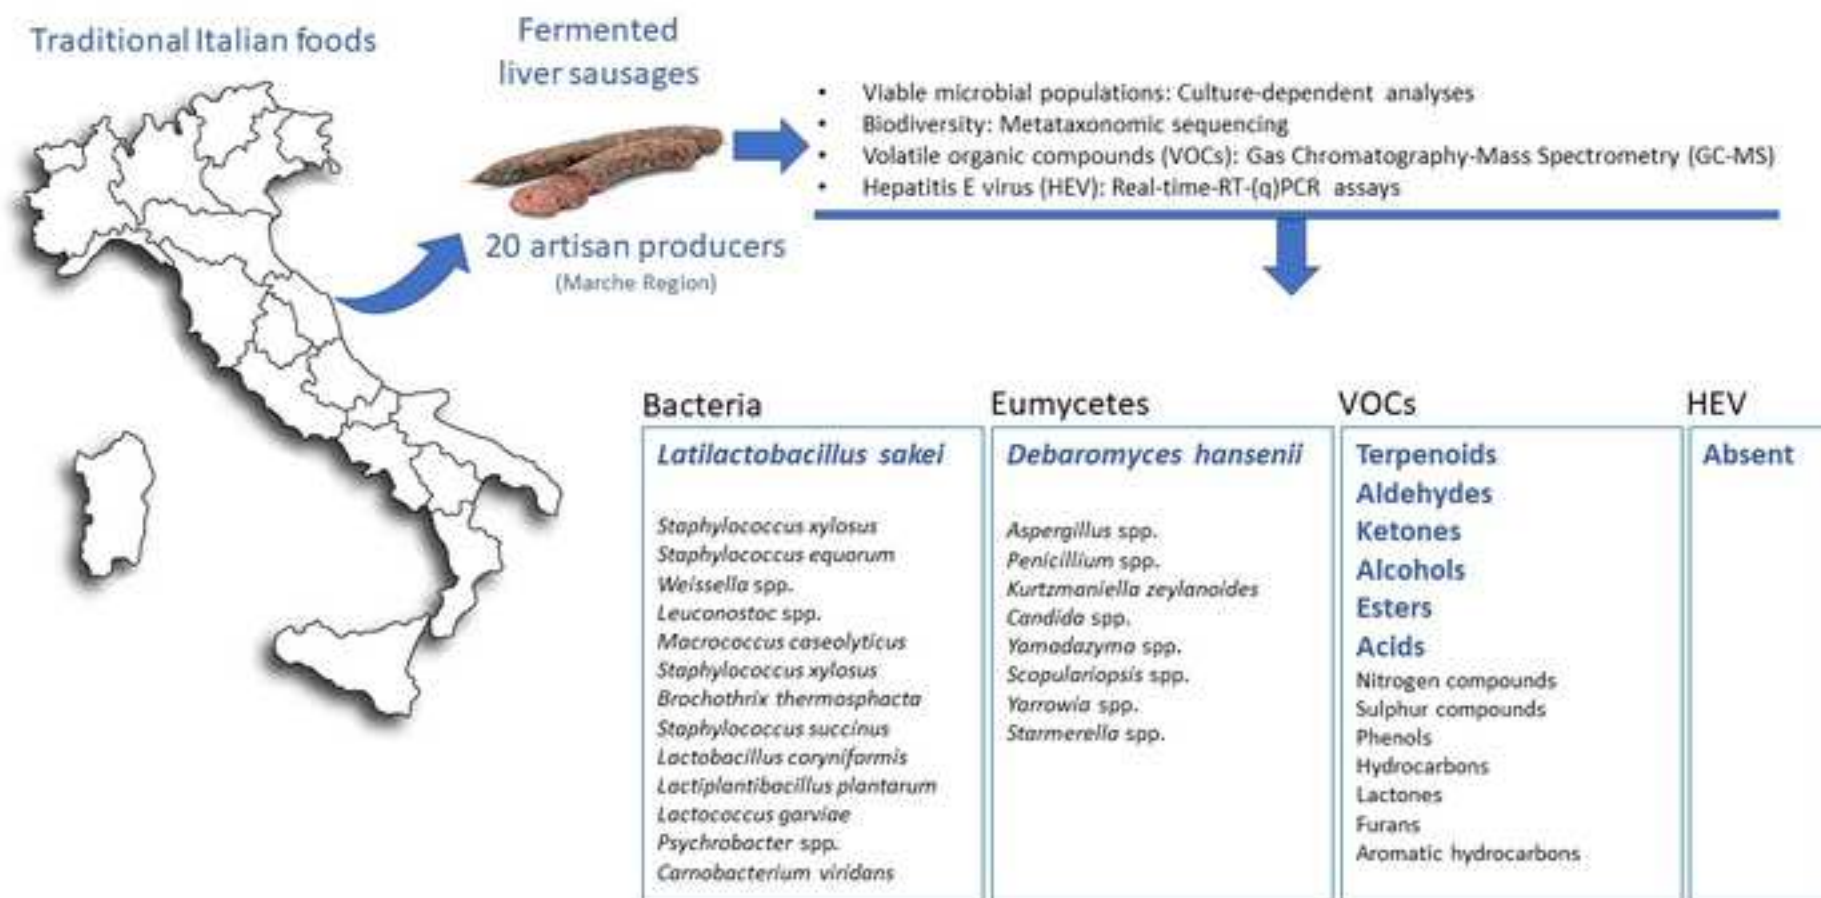 Traditional Italian foods
Fermented
liver sausages
20 artisan producers
(Marche Region)
• Viable microbial populations: Culture-dependent analyses
• Biodiversity: Metataxonomic sequencing
• Volatile organic compounds (VOCs): Gas Chromatography-Mass Spectrometry (GC-MS)
• Hepatitis E virus (HEV): Real-time-RT-(q)PCR assays
Bacteria
Latilactobacillus sakei
Staphylococcus xylosus
Staphylococcus equorum
Weissella spp.
Leuconostoc spp.
Macrococcus caseolyticus
Staphylococcus xylosus
Brochothrix thermosphacta
Staphylococcus succinus
Lactobacillus coryniformis
Lactiplantibacillus plantarum
Lactococcus garviae
Psychrobacter spp.
Carnobacterium viridans
Eumycetes
Debaromyces hansenii
Aspergillus spp.
Penicillium spp.
Kurtzmaniella zeylanoides
Candida spp.
Yamadazyma spp.
Scopulariopsis spp.
Yarrowia spp.
Starmerella spp.
VOCs
Terpenoids
Aldehydes
Ketones
Alcohols
Esters
Acids
Nitrogen compounds
Sulphur compounds
Phenols
Hydrocarbons
Lactones
Furans
Aromatic hydrocarbons
HEV
Absent